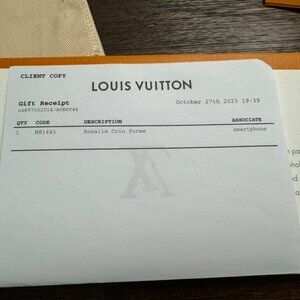 CLIENT COPY
LOUIS VUITTON
Gift Receipt October 27th 2023 19:39
QTY CODE DESCRIPTION ASSOCIATE
1 M81445 Romalie Coin Purse smartphone